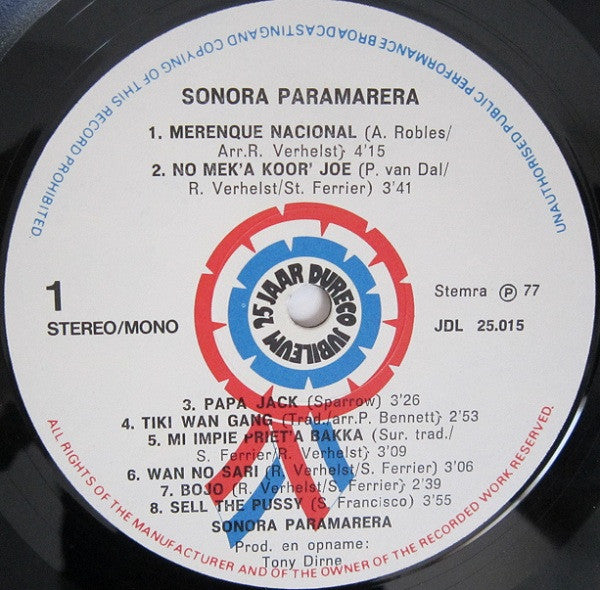 UNAUTHORISED PUBLIC PERFORMANCE BROADCASTING AND COPYING OF THIS RECORD PROHIBITED.
SONORA PARAMARERA
1. MERENQUE NACIONAL (A. Robles/
Arr.R. Verhelst} 4'15
2. NO MEK'A KOOR' JOE (P. van Dal/
R. Verhelst/St. Ferrier) 3'41
25 JAAR DURECO JUBILEUM
1
STEREO/MONO
Stemra Ⓟ 77
JDL 25.015
3. PAPA JACK (Sparrow) 3'26
4. TIKI WAN GANG (Trad./arr.P. Bennett} 2'53
5. MI IMPIE PRIET'A BAKKA (Sur. trad./
S. Ferrier/R. Verhelst} 3'09
6. WAN NO SARI (R. Verhelst/S. Ferrier) 3'06
7. BOJO (R. Verhelst/S. Ferrier} 2'39
8. SELL THE PUSSY (S. Francisco) 3'55
SONORA PARAMARERA
Prod. en opname:
Tony Dirne
ALL RIGHTS OF THE MANUFACTURER AND OF THE OWNER OF THE RECORDED WORK RESERVED.